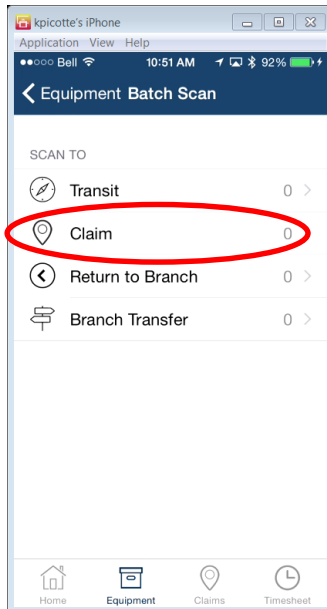 kpicotte's iPhone
Application View Help
Bell 10:51 AM 92%
Equipment Batch Scan
SCAN TO
Transit 0
Claim 0
Return to Branch 0
Branch Transfer 0
Home Equipment Claims Timesheet